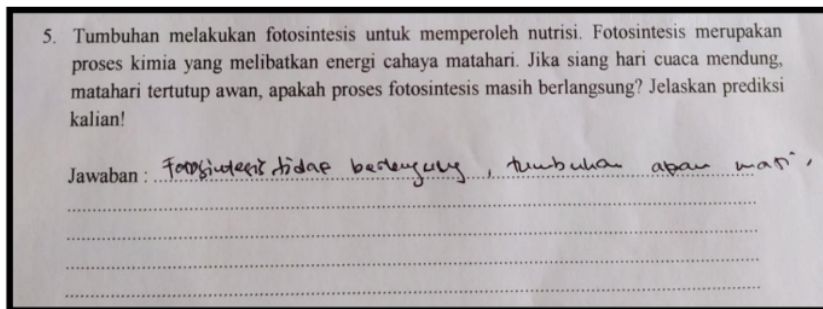 5. Tumbuhan melakukan fotosintesis untuk memperoleh nutrisi. Fotosintesis merupakan
proses kimia yang melibatkan energi cahaya matahari. Jika siang hari cuaca mendung,
matahari tertutup awan, apakah proses fotosintesis masih berlangsung? Jelaskan prediksi
kalian!
Jawaban : Fotosintesis tidak berlangsung, tumbuhan akan mati,